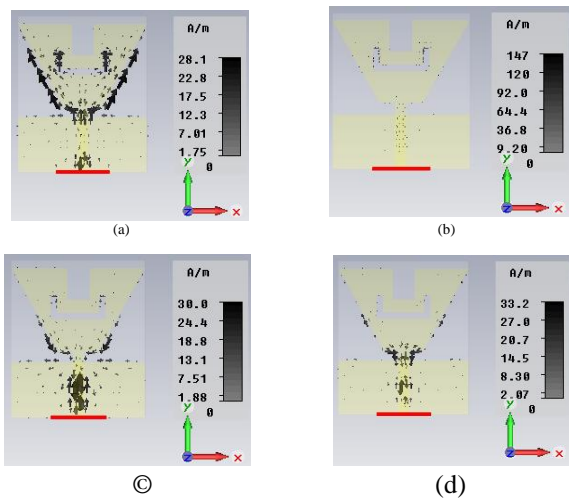 A/m
28.1
22.8
17.5
12.3
7.01
1.75
0
y
z
x
(a)
A/m
147
120
92.0
64.4
36.8
9.20
0
y
z
x
(b)
A/m
30.0
24.4
18.8
13.1
7.51
1.88
0
y
z
x
©
A/m
33.2
27.0
20.7
14.5
8.30
2.07
0
y
z
x
(d)